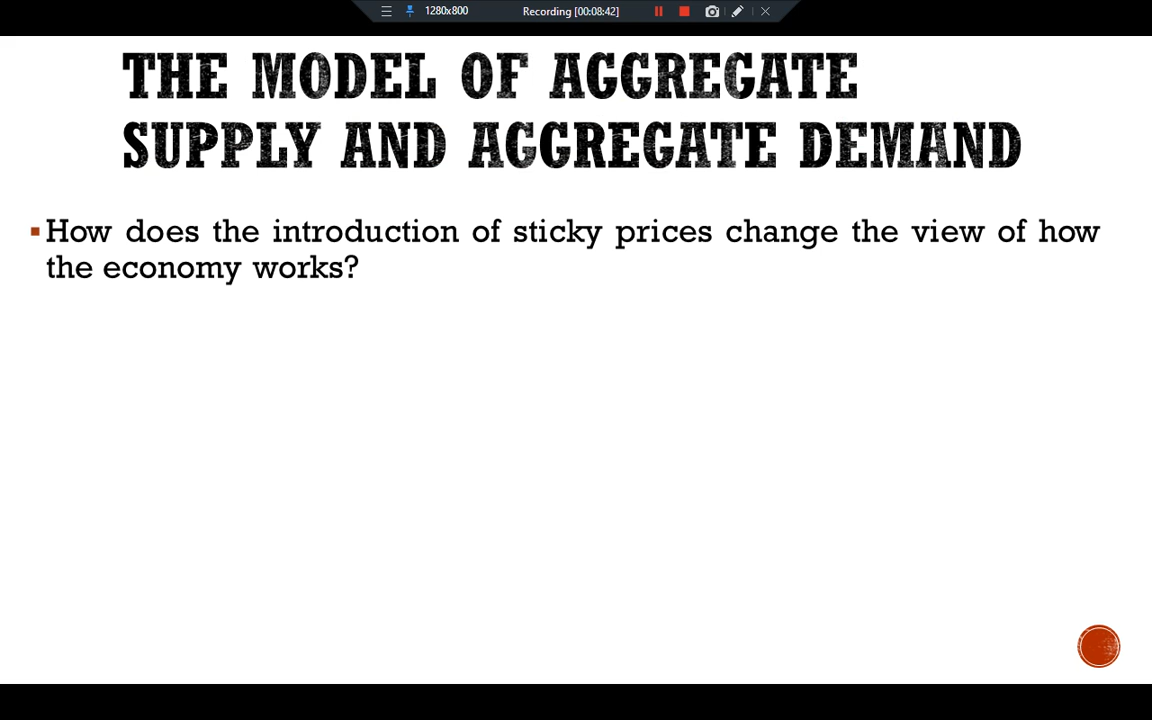 1280x800
Recording [00:08:42]
THE MODEL OF AGGREGATE
SUPPLY AND AGGREGATE DEMAND
How does the introduction of sticky prices change the view of how
the economy works?